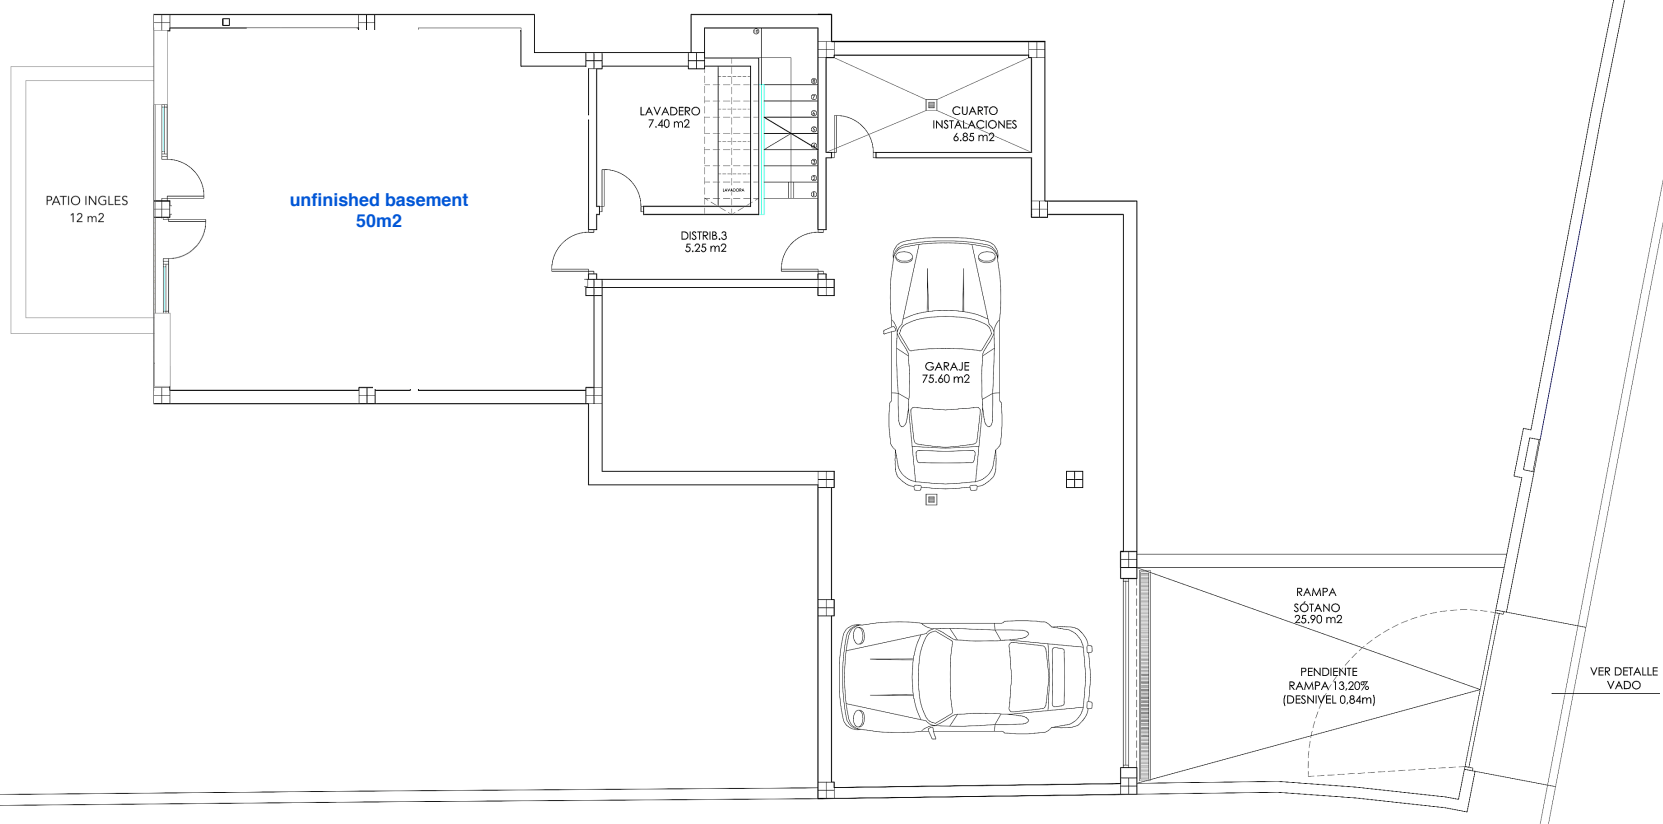 LAVADERO
7.40 m2
CUARTO
INSTALACIONES
6.85 m2
PATIO INGLES
12 m2
unfinished basement
50m2
LAVADORA
DISTRIB.3
5.25 m2
GARAJE
75.60 m2
RAMPA
SÓTANO
25.90 m2
PENDIENTE
RAMPA 13,20%
(DESNIVEL 0,84m)
VER DETALLE
VADO